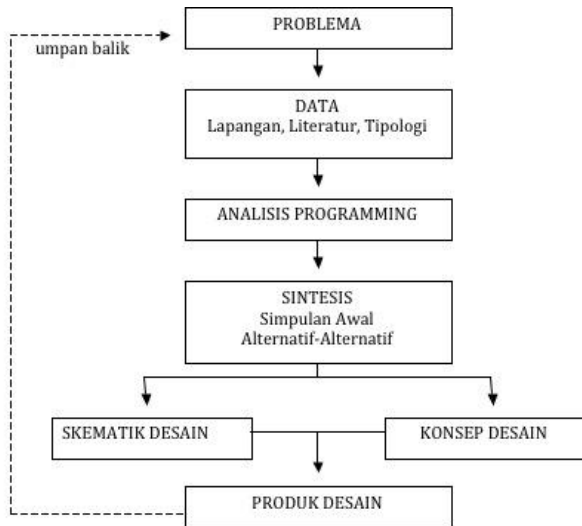 PROBLEMA
umpan balik
DATA
Lapangan, Literatur, Tipologi
ANALISIS PROGRAMMING
SINTESIS
Simpulan Awal
Alternatif-Alternatif
SKEMATIK DESAIN
KONSEP DESAIN
PRODUK DESAIN